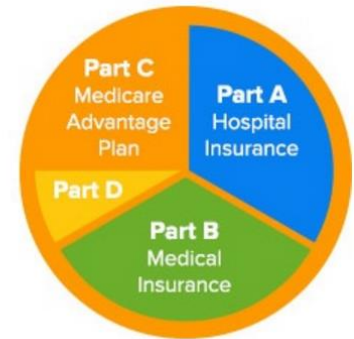 Part C
Medicare
Advantage
Plan
Part A
Hospital
Insurance
Part D
Part B
Medical
Insurance